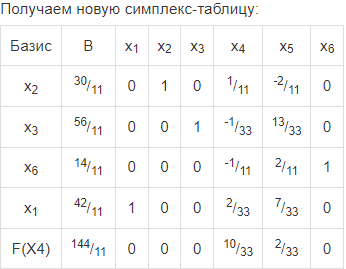 Получаем новую симплекс-таблицу:
Базис B x1 x2 x3 x4 x5 x6
x2 30/11 0 1 0 1/11 -2/11 0
x3 56/11 0 0 1 -1/33 13/33 0
x6 14/11 0 0 0 -1/11 2/11 1
x1 42/11 1 0 0 2/33 7/33 0
F(X4) 144/11 0 0 0 10/33 2/33 0